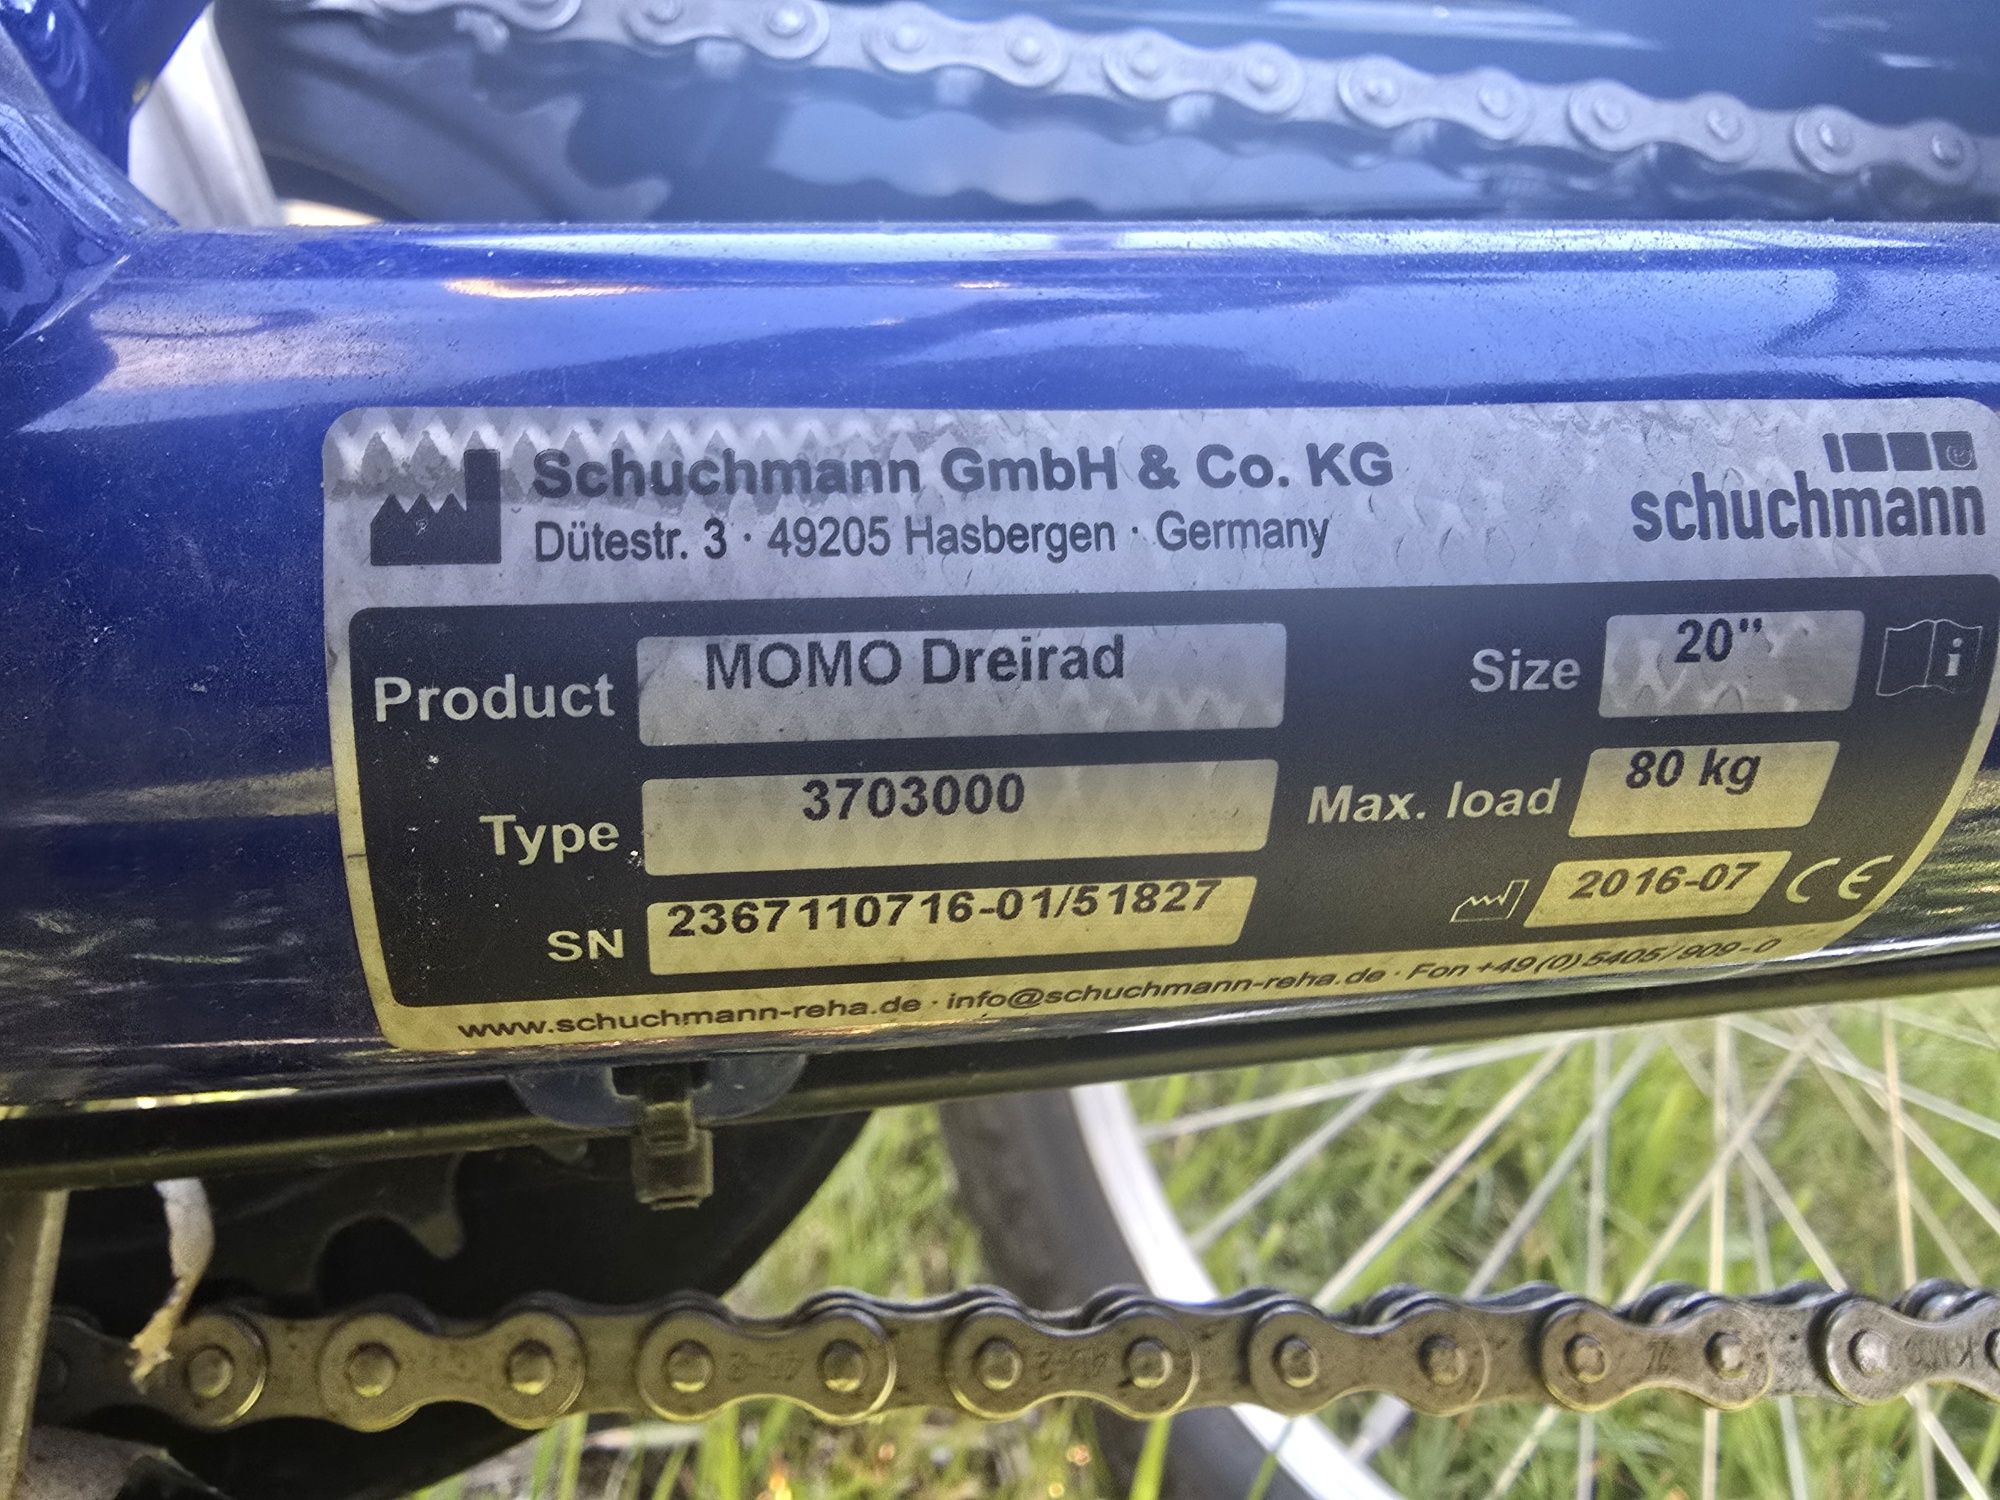 Schuchmann GmbH & Co. KG
Dütestr. 3 · 49205 Hasbergen · Germany
schuchmann
Product MOMO Dreirad
Size 20"
Type 3703000
Max. load 80 kg
SN 2367110716-01/51827
2016-07 CE
www.schuchmann-reha.de · info@schuchmann-reha.de · Fon +49 (0) 5405 / 909 - 0